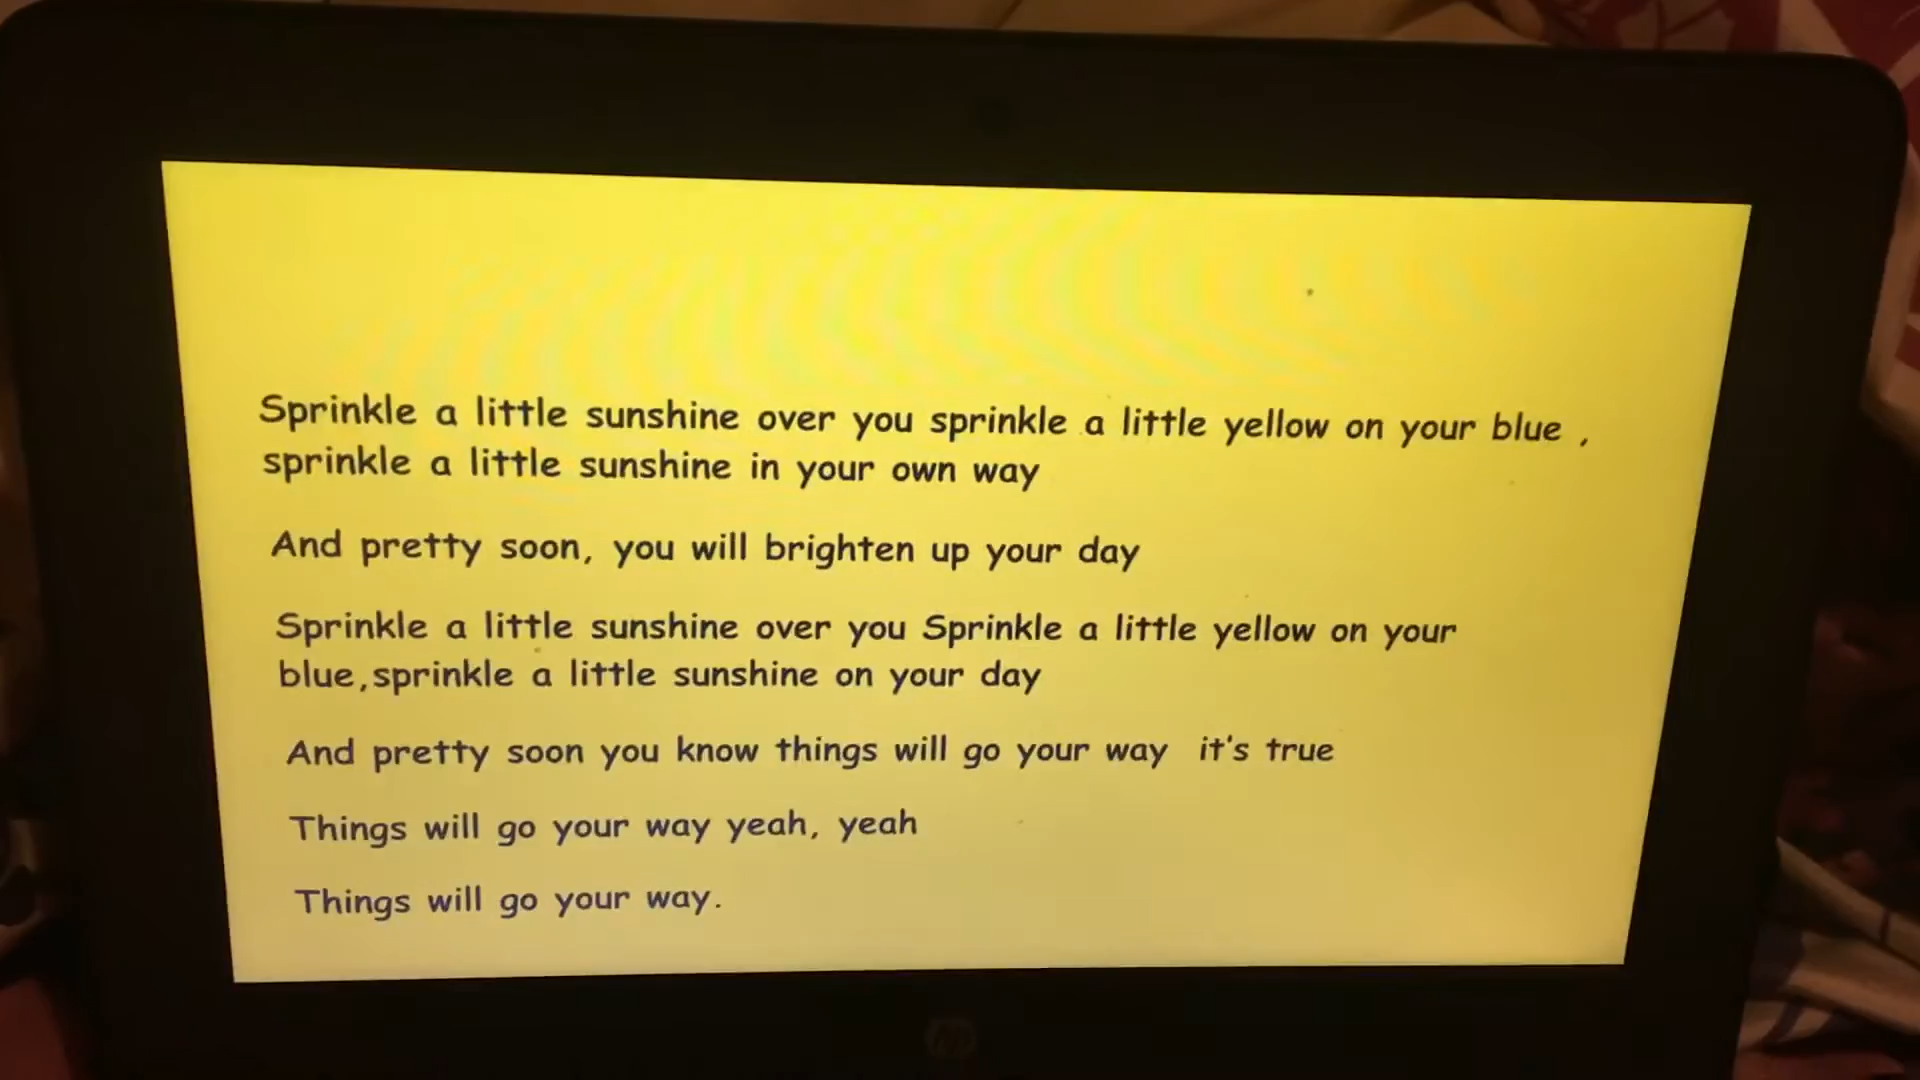 Sprinkle a little sunshine over you sprinkle a little yellow on your blue ,
sprinkle a little sunshine in your own way
And pretty soon, you will brighten up your day
Sprinkle a little sunshine over you Sprinkle a little yellow on your
blue,sprinkle a little sunshine on your day
And pretty soon you know things will go your way it's true
Things will go your way yeah, yeah
Things will go your way.